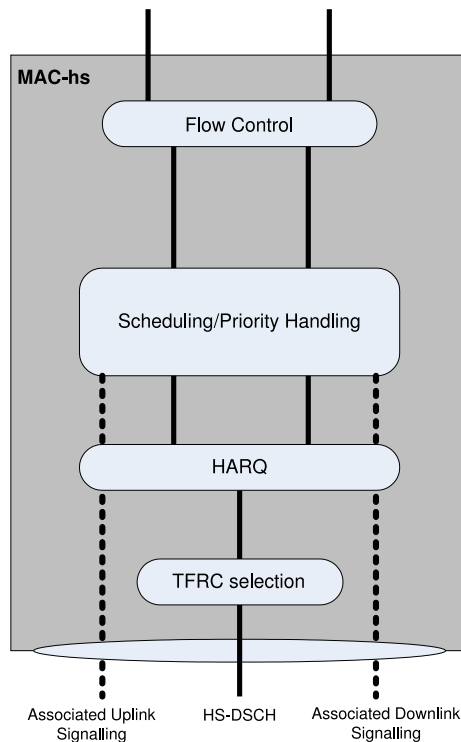 MAC-hs
Flow Control
Scheduling/Priority Handling
HARQ
TFRC selection
Associated Uplink
Signalling
HS-DSCH
Associated Downlink
Signalling